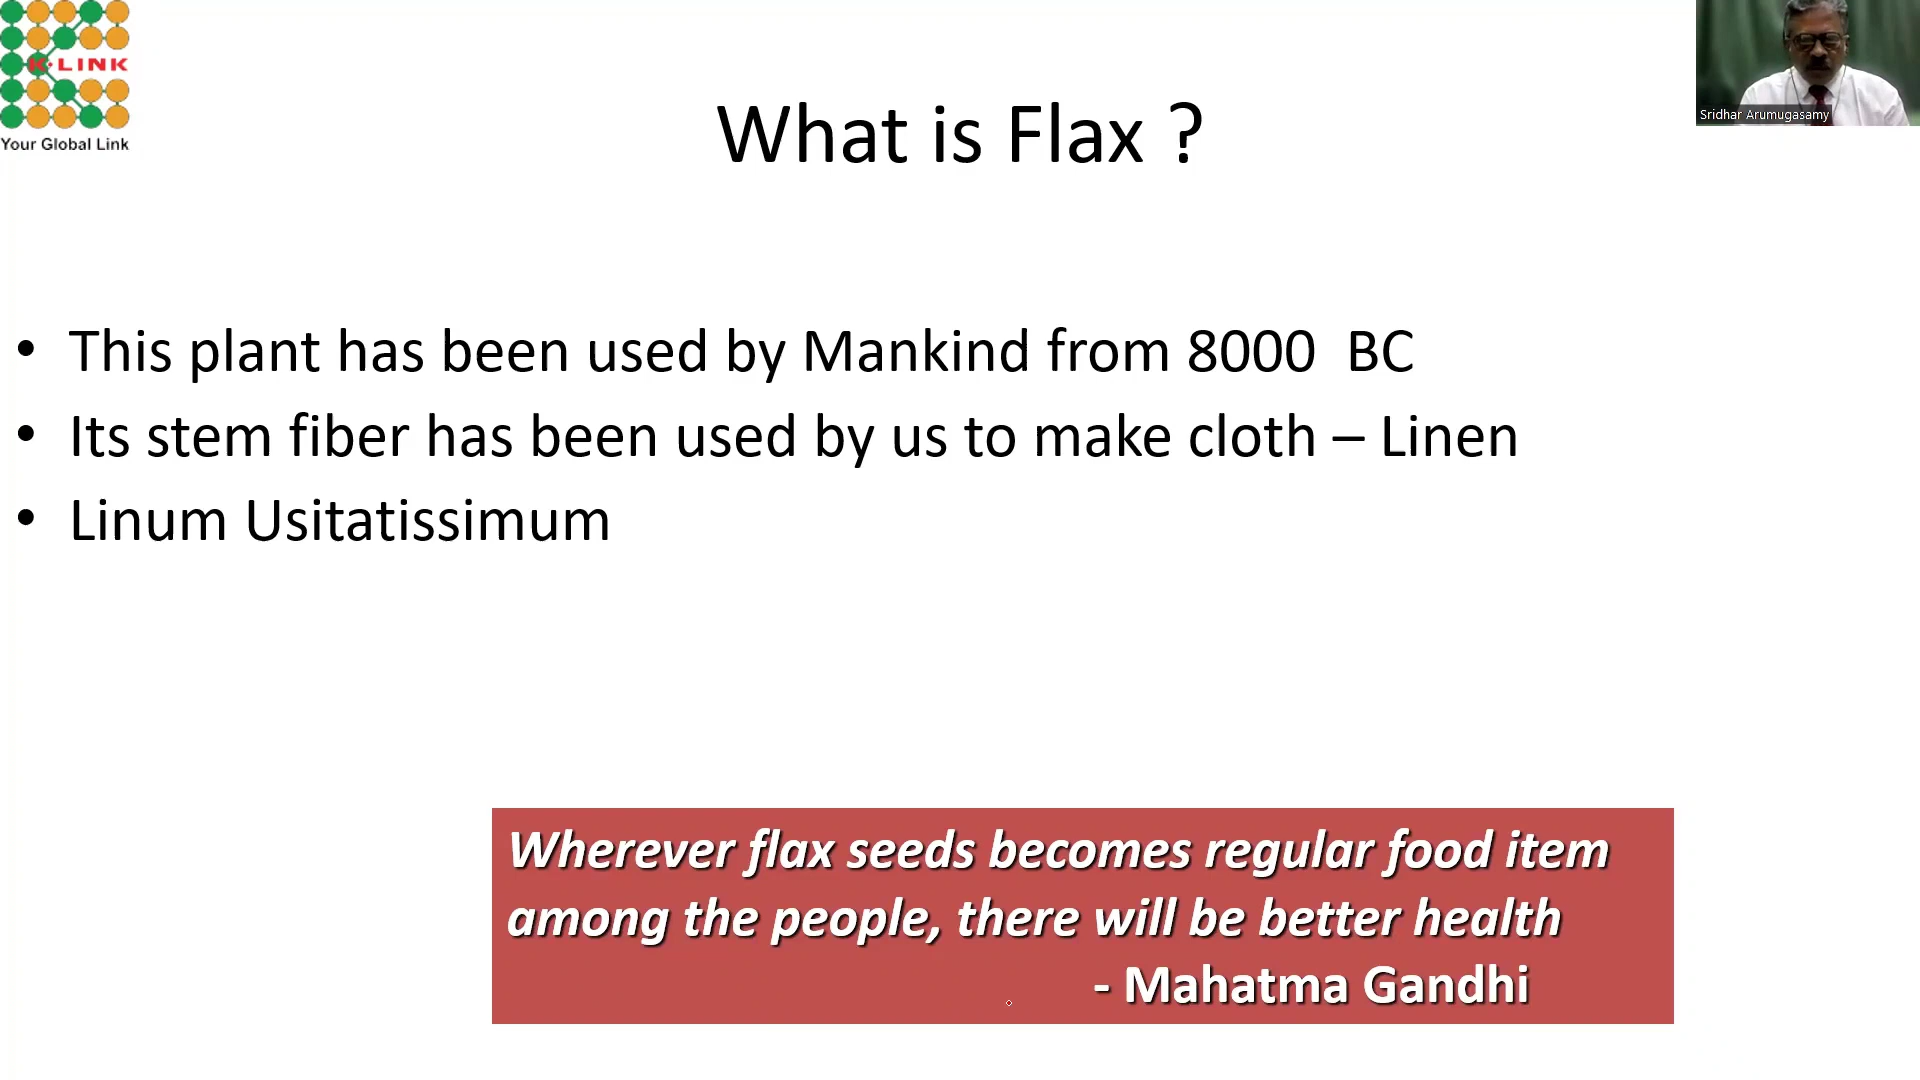 K-LINK
Your Global Link
Sridhar Arumugasamy
What is Flax ?
• This plant has been used by Mankind from 8000  BC
• Its stem fiber has been used by us to make cloth – Linen
• Linum Usitatissimum
Wherever flax seeds becomes regular food item
among the people, there will be better health
- Mahatma Gandhi